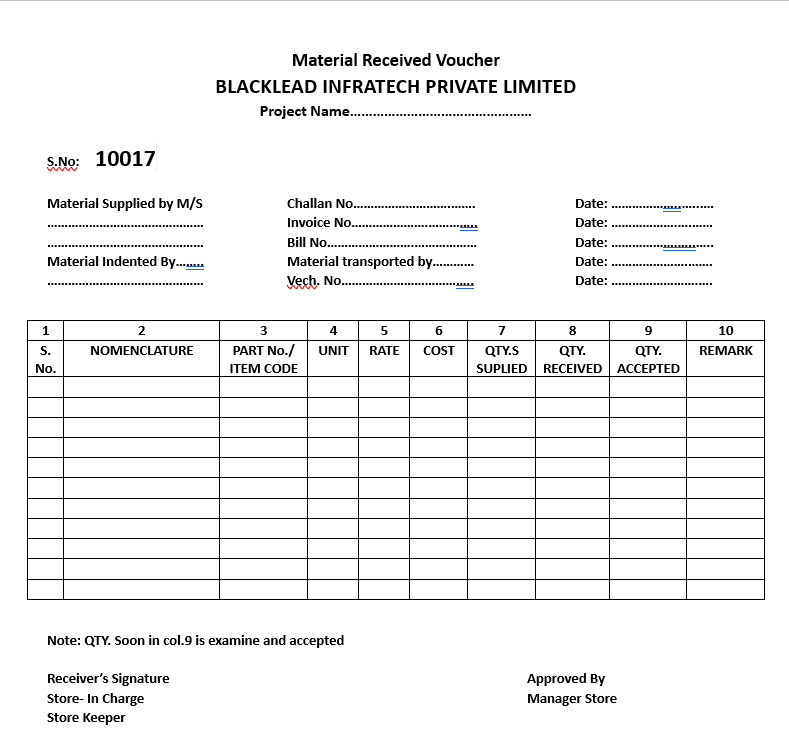 Material Received Voucher
BLACKLEAD INFRATECH PRIVATE LIMITED
Project Name................................................
S.No: 10017
Material Supplied by M/S Challan No................................ Date: ...........................
......................................... Invoice No................................. Date: ...........................
......................................... Bill No........................................ Date: ...........................
Material Indented By........ Material transported by........... Date: ...........................
......................................... Vech. No................................... Date: ...........................
1 2 3 4 5 6 7 8 9 10
S. NOMENCLATURE PART No./ UNIT RATE COST QTY.S QTY. QTY. REMARK
No. ITEM CODE SUPLIED RECEIVED ACCEPTED
Note: QTY. Soon in col.9 is examine and accepted
Receiver’s Signature Approved By
Store- In Charge Manager Store
Store Keeper